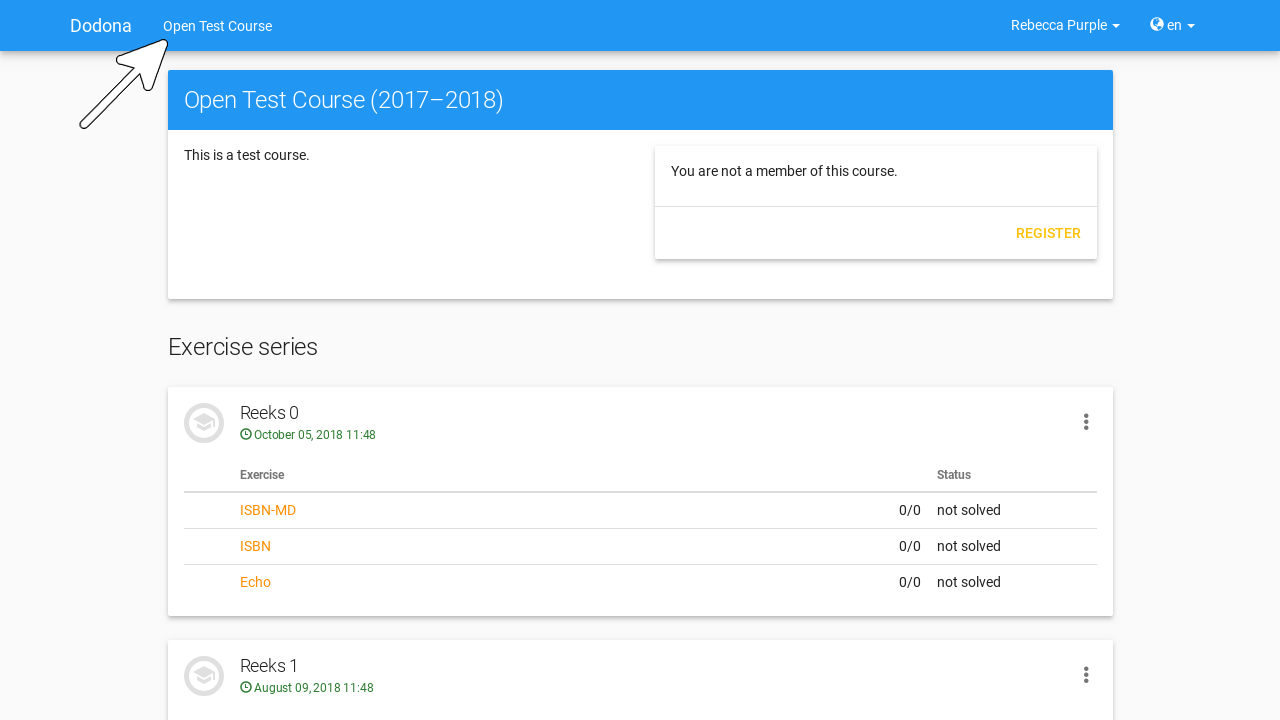 Dodona Open Test Course Rebecca Purple en
Open Test Course (2017–2018)
This is a test course.
You are not a member of this course.
REGISTER
Exercise series
Reeks 0
October 05, 2018 11:48
Exercise Status
ISBN-MD 0/0 not solved
ISBN 0/0 not solved
Echo 0/0 not solved
Reeks 1
August 09, 2018 11:48